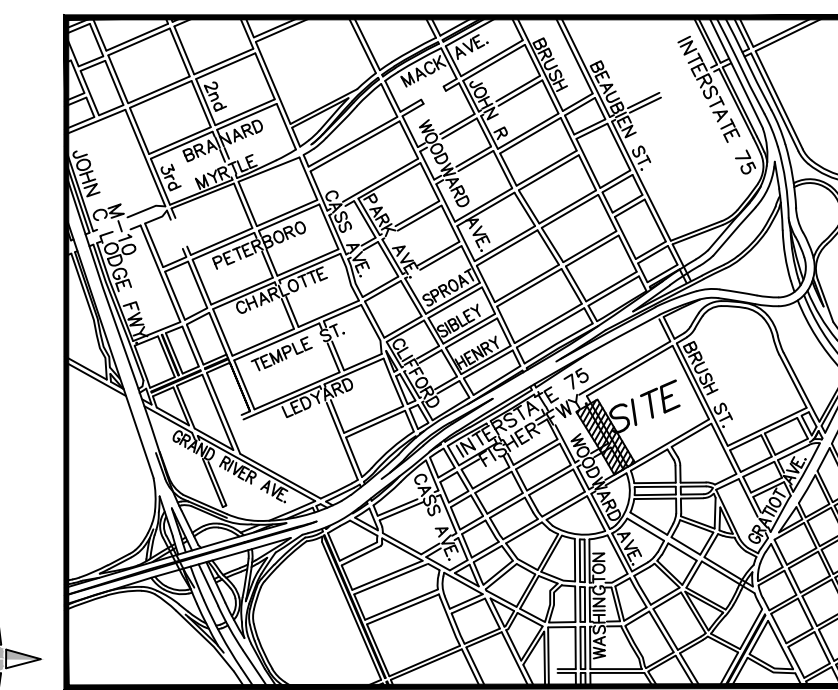 MACK AVE.
BRUSH
INTERSTATE 75
BEAUBIEN ST.
2nd
JOHN R
BRANARD
WOODWARD AVE.
3rd
MYRTLE
JOHN C LODGE FWY
M-10
CASS AVE.
PARK AVE.
PETERBORO
CHARLOTTE
SPROAT
SIBLEY
TEMPLE ST.
HENRY
CLIFFORD
BRUSH ST.
LEDYARD
INTERSTATE 75
FISHER FWY
SITE
GRAND RIVER AVE.
WOODWARD AVE.
CASS AVE.
GRATIOT AVE.
WASHINGTON